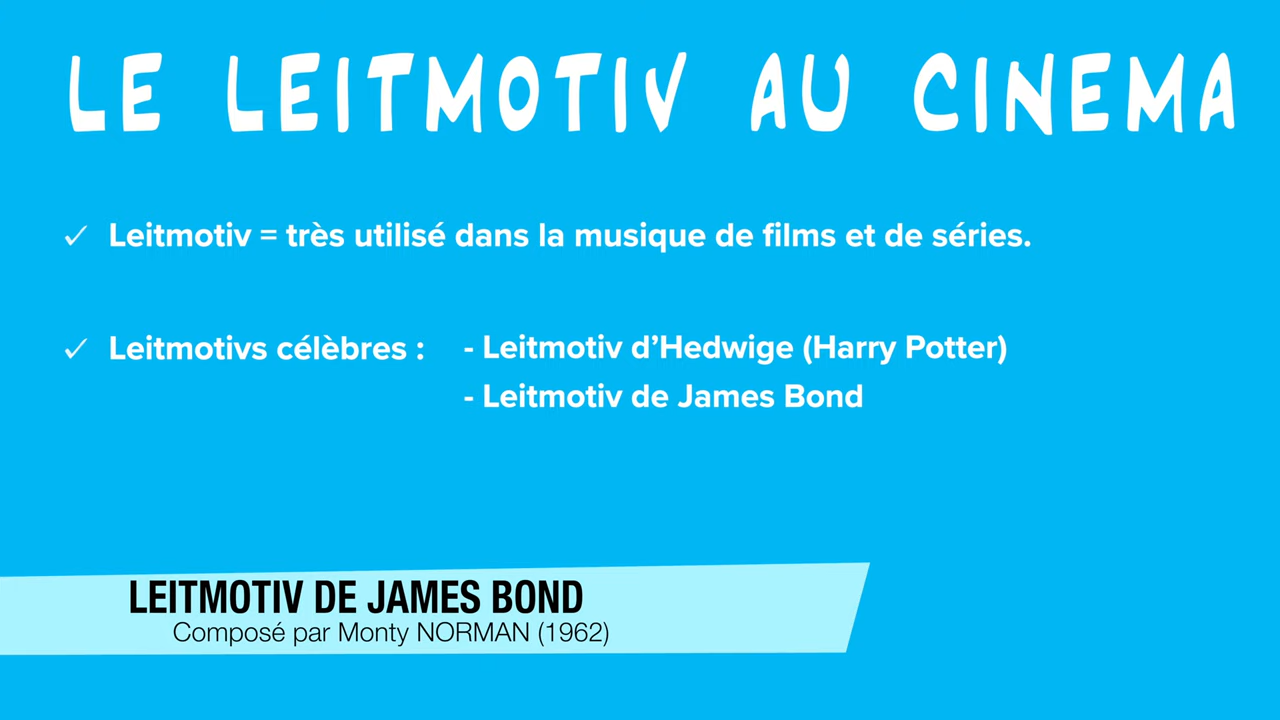 LE LEITMOTIV AU CINEMA
✓ Leitmotiv = très utilisé dans la musique de films et de séries.
✓ Leitmotivs célèbres : - Leitmotiv d’Hedwige (Harry Potter)
- Leitmotiv de James Bond
LEITMOTIV DE JAMES BOND
Composé par Monty NORMAN (1962)